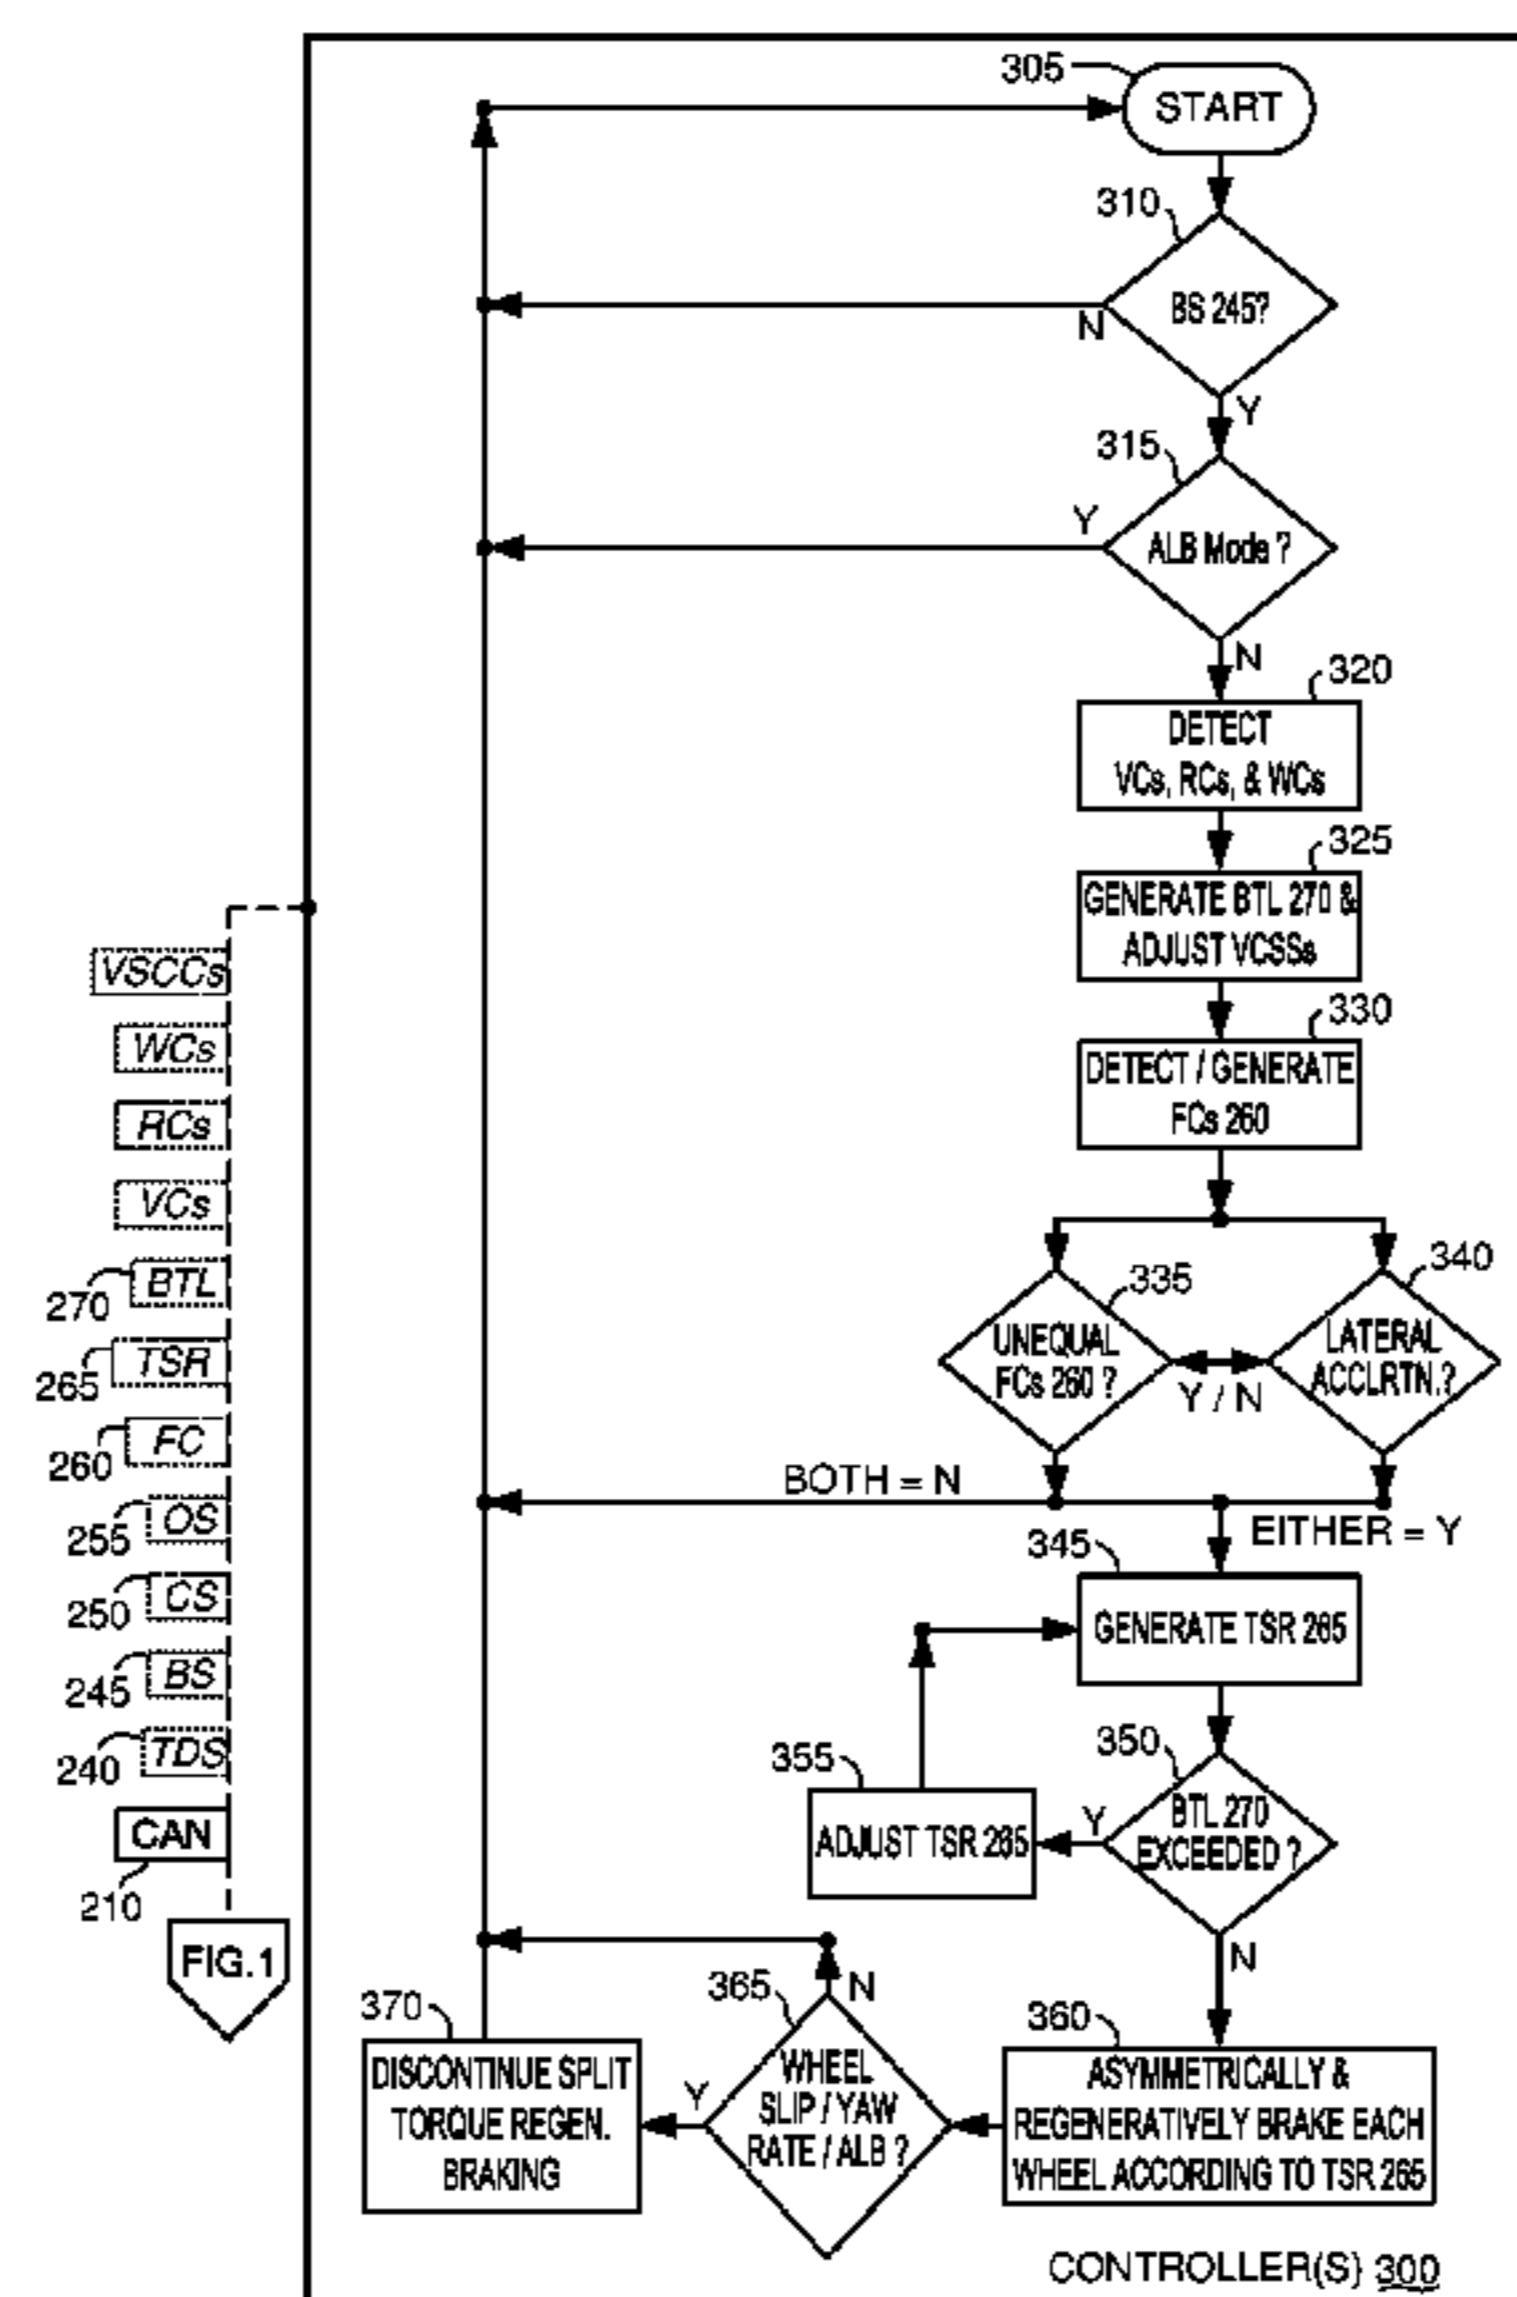 305
START
310
BS 245?
N
Y
315
Y
ALB Mode ?
N
320
DETECT
VCs, RCs, & WCs
325
GENERATE BTL 270 &
ADJUST VCSSs
330
DETECT / GENERATE
FCs 260
335
UNEQUAL
FCs 260 ?
340
LATERAL
ACCLRTN.?
Y / N
BOTH = N
EITHER = Y
345
GENERATE TSR 265
350
BTL 270
EXCEEDED ?
Y
355
ADJUST TSR 265
N
360
ASYMMETRICALLY &
REGENERATIVELY BRAKE EACH
WHEEL ACCORDING TO TSR 265
365
N
WHEEL
SLIP / YAW
RATE / ALB ?
Y
370
DISCONTINUE SPLIT
TORQUE REGEN.
BRAKING
CONTROLLER(S) 300
VSCCs
WCs
RCs
VCs
BTL
270
TSR
265
FC
260
OS
255
CS
250
BS
245
TDS
240
CAN
210
FIG.1